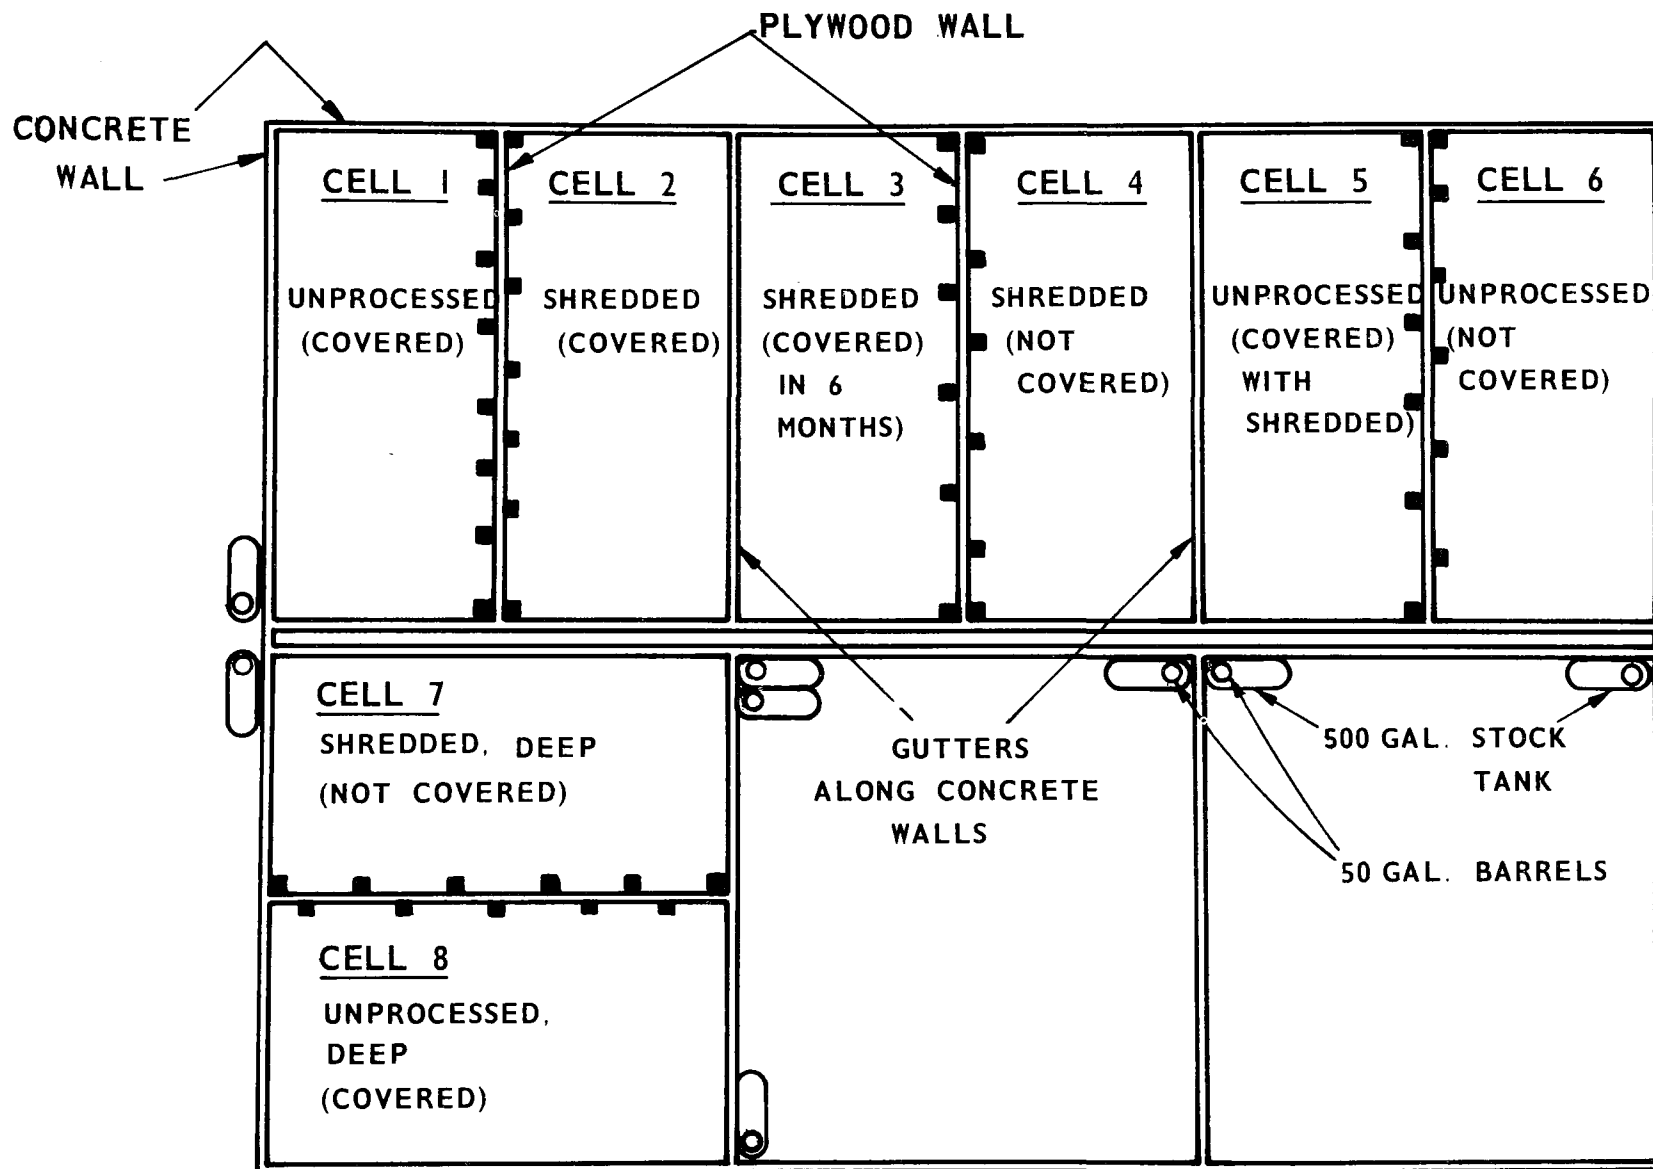 PLYWOOD WALL
CONCRETE
WALL
CELL 1
UNPROCESSED
(COVERED)
CELL 2
SHREDDED
(COVERED)
CELL 3
SHREDDED
(COVERED)
IN 6
MONTHS)
CELL 4
SHREDDED
(NOT
COVERED)
CELL 5
UNPROCESSED
(COVERED)
WITH
SHREDDED)
CELL 6
UNPROCESSED
(NOT
COVERED)
CELL 7
SHREDDED, DEEP
(NOT COVERED)
CELL 8
UNPROCESSED,
DEEP
(COVERED)
GUTTERS
ALONG CONCRETE
WALLS
500 GAL. STOCK
TANK
50 GAL. BARRELS